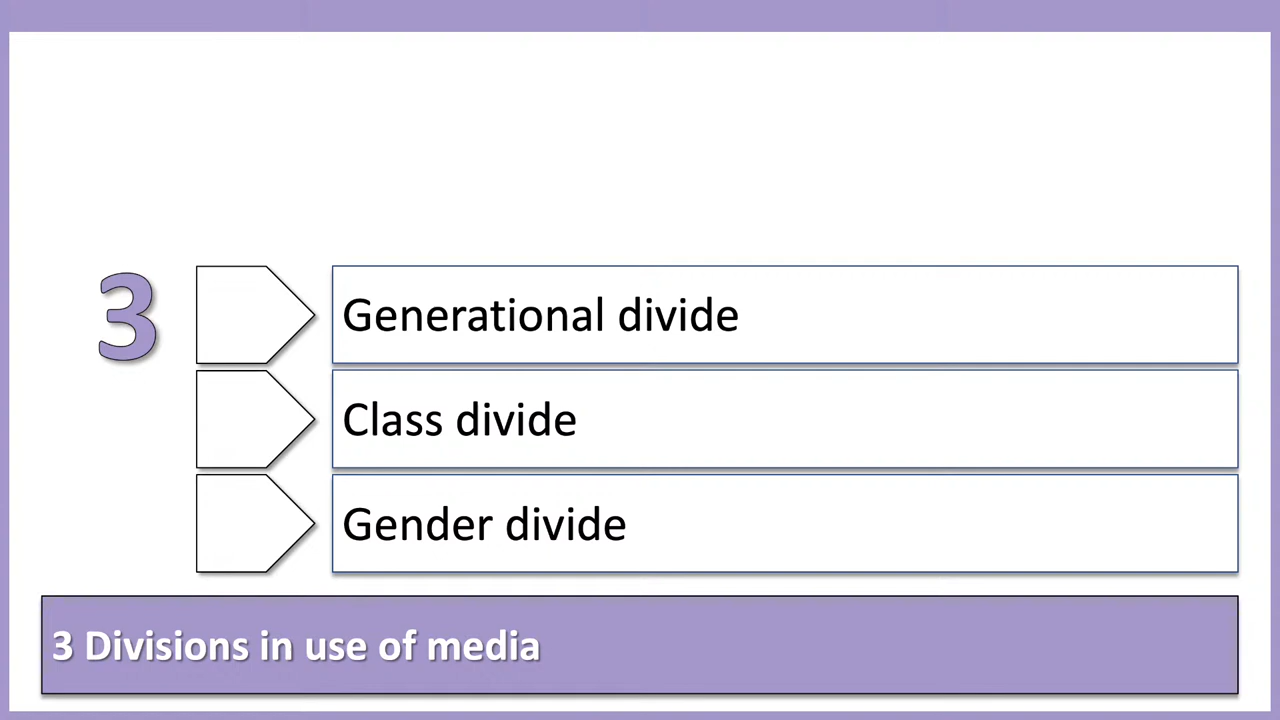 3
Generational divide
Class divide
Gender divide
3 Divisions in use of media